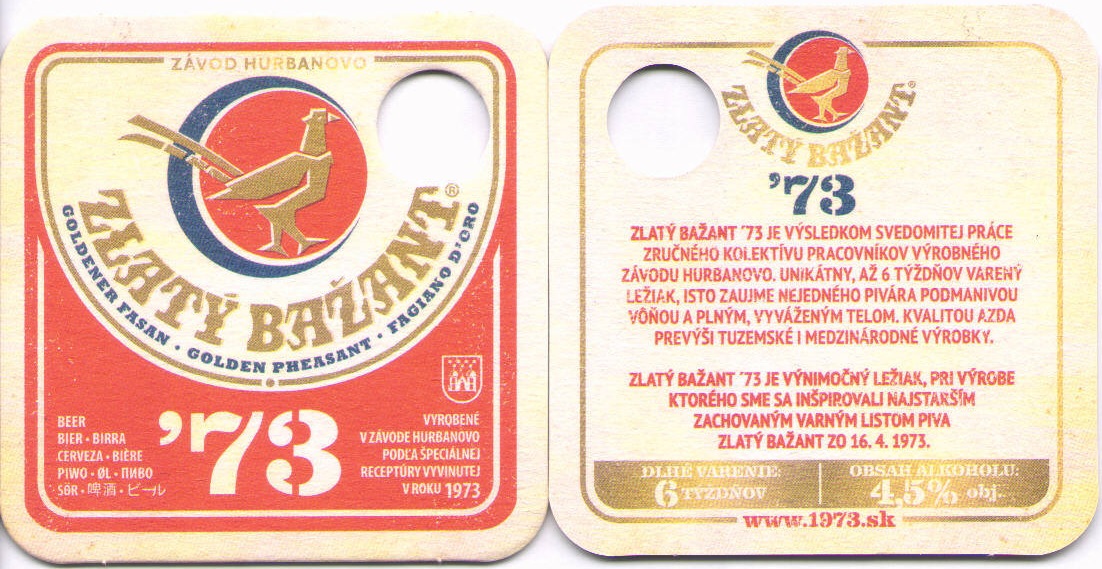 ZÁVOD HURBANOVO
ZLATÝ BAŽANT®
GOLDENER FASAN · GOLDEN PHEASANT · FAGIANO D'ORO
'73
BEER
BIER · BIRRA
CERVEZA · BIÈRE
PIWO · ØL · ПИВО
SÖR · 啤酒 · ビール
VYROBENÉ
V ZÁVODE HURBANOVO
PODĽA ŠPECIÁLNEJ
RECEPTÚRY VYVINUTEJ
V ROKU 1973
ZLATÝ BAŽANT®
'73
ZLATÝ BAŽANT ´73 JE VÝSLEDKOM SVEDOMITEJ PRÁCE
ZRUČNÉHO KOLEKTÍVU PRACOVNÍKOV VÝROBNÉHO
ZÁVODU HURBANOVO. UNIKÁTNY, AŽ 6 TÝŽDŇOV VARENÝ
LEŽIAK, ISTO ZAUJME NEJEDNÉHO PIVÁRA PODMANIVOU
VÔŇOU A PLNÝM, VYVÁŽENÝM TELOM. KVALITOU AZDA
PREVÝŠI TUZEMSKÉ I MEDZINÁRODNÉ VÝROBKY.
ZLATÝ BAŽANT ´73 JE VÝNIMOČNÝ LEŽIAK, PRI VÝROBE
KTORÉHO SME SA INŠPIROVALI NAJSTARŠÍM
ZACHOVANÝM VARNÝM LISTOM PIVA
ZLATÝ BAŽANT ZO 16. 4. 1973.
DLHÉ VARENIE:
6 TÝŽDŇOV
OBSAH ALKOHOLU:
4,5% obj.
www.1973.sk